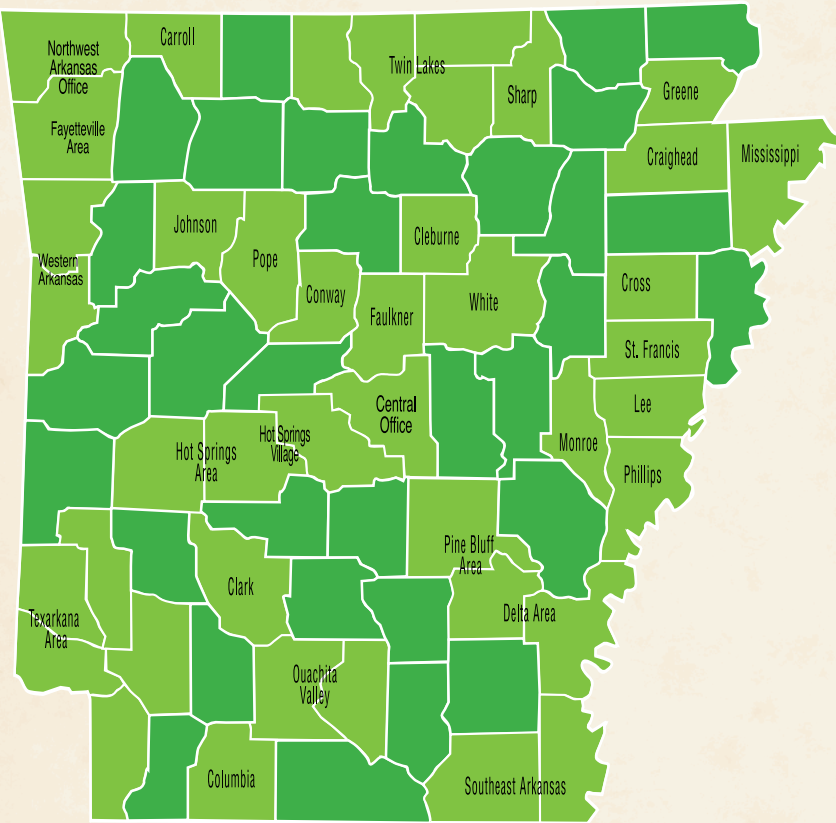 Northwest
Arkansas
Office
Carroll
Twin Lakes
Sharp
Greene
Fayetteville
Area
Craighead
Mississippi
Johnson
Pope
Cleburne
Western
Arkansas
Conway
Faulkner
White
Cross
St. Francis
Central
Office
Lee
Hot Springs
Village
Hot Springs
Area
Monroe
Phillips
Pine Bluff
Area
Clark
Texarkana
Area
Delta Area
Ouachita
Valley
Columbia
Southeast Arkansas